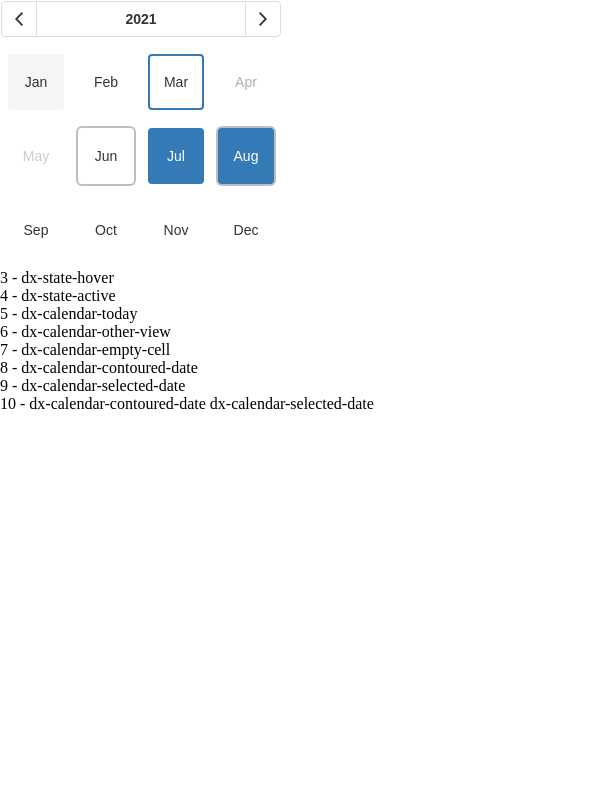 2021
Jan Feb Mar Apr
May Jun Jul Aug
Sep Oct Nov Dec
3 - dx-state-hover
4 - dx-state-active
5 - dx-calendar-today
6 - dx-calendar-other-view
7 - dx-calendar-empty-cell
8 - dx-calendar-contoured-date
9 - dx-calendar-selected-date
10 - dx-calendar-contoured-date dx-calendar-selected-date